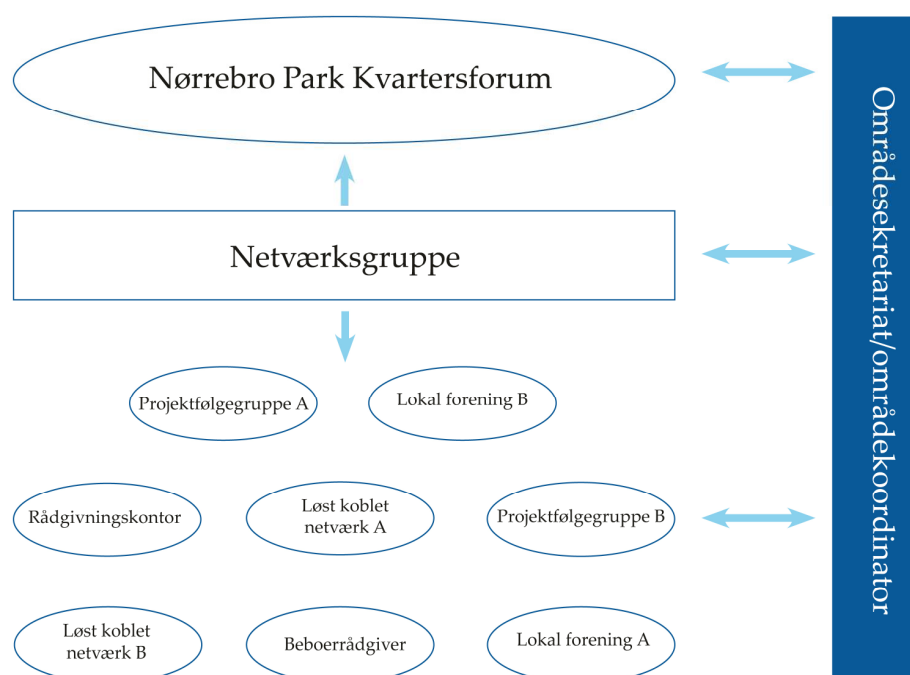 Nørrebro Park Kvartersforum
Netværksgruppe
Projektfølgegruppe A
Lokal forening B
Rådgivningskontor
Løst koblet
netværk A
Projektfølgegruppe B
Løst koblet
netværk B
Beboerrådgiver
Lokal forening A
Områdesekretariat/områdekoordinator